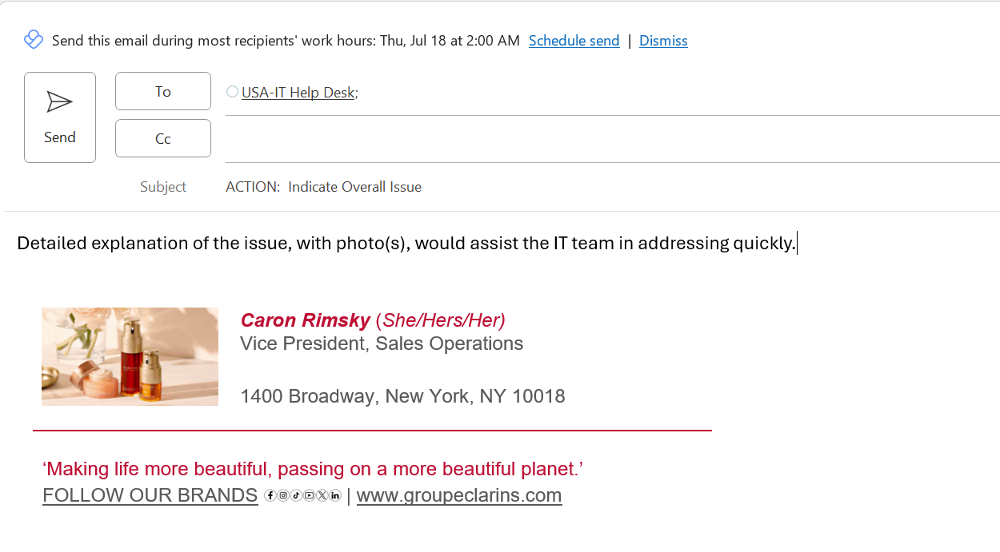 Send this email during most recipients' work hours: Thu, Jul 18 at 2:00 AM Schedule send | Dismiss
Send
To
USA-IT Help Desk;
Cc
Subject
ACTION:  Indicate Overall Issue
Detailed explanation of the issue, with photo(s), would assist the IT team in addressing quickly.
Caron Rimsky (She/Hers/Her)
Vice President, Sales Operations
1400 Broadway, New York, NY 10018
‘Making life more beautiful, passing on a more beautiful planet.’
FOLLOW OUR BRANDS | www.groupeclarins.com